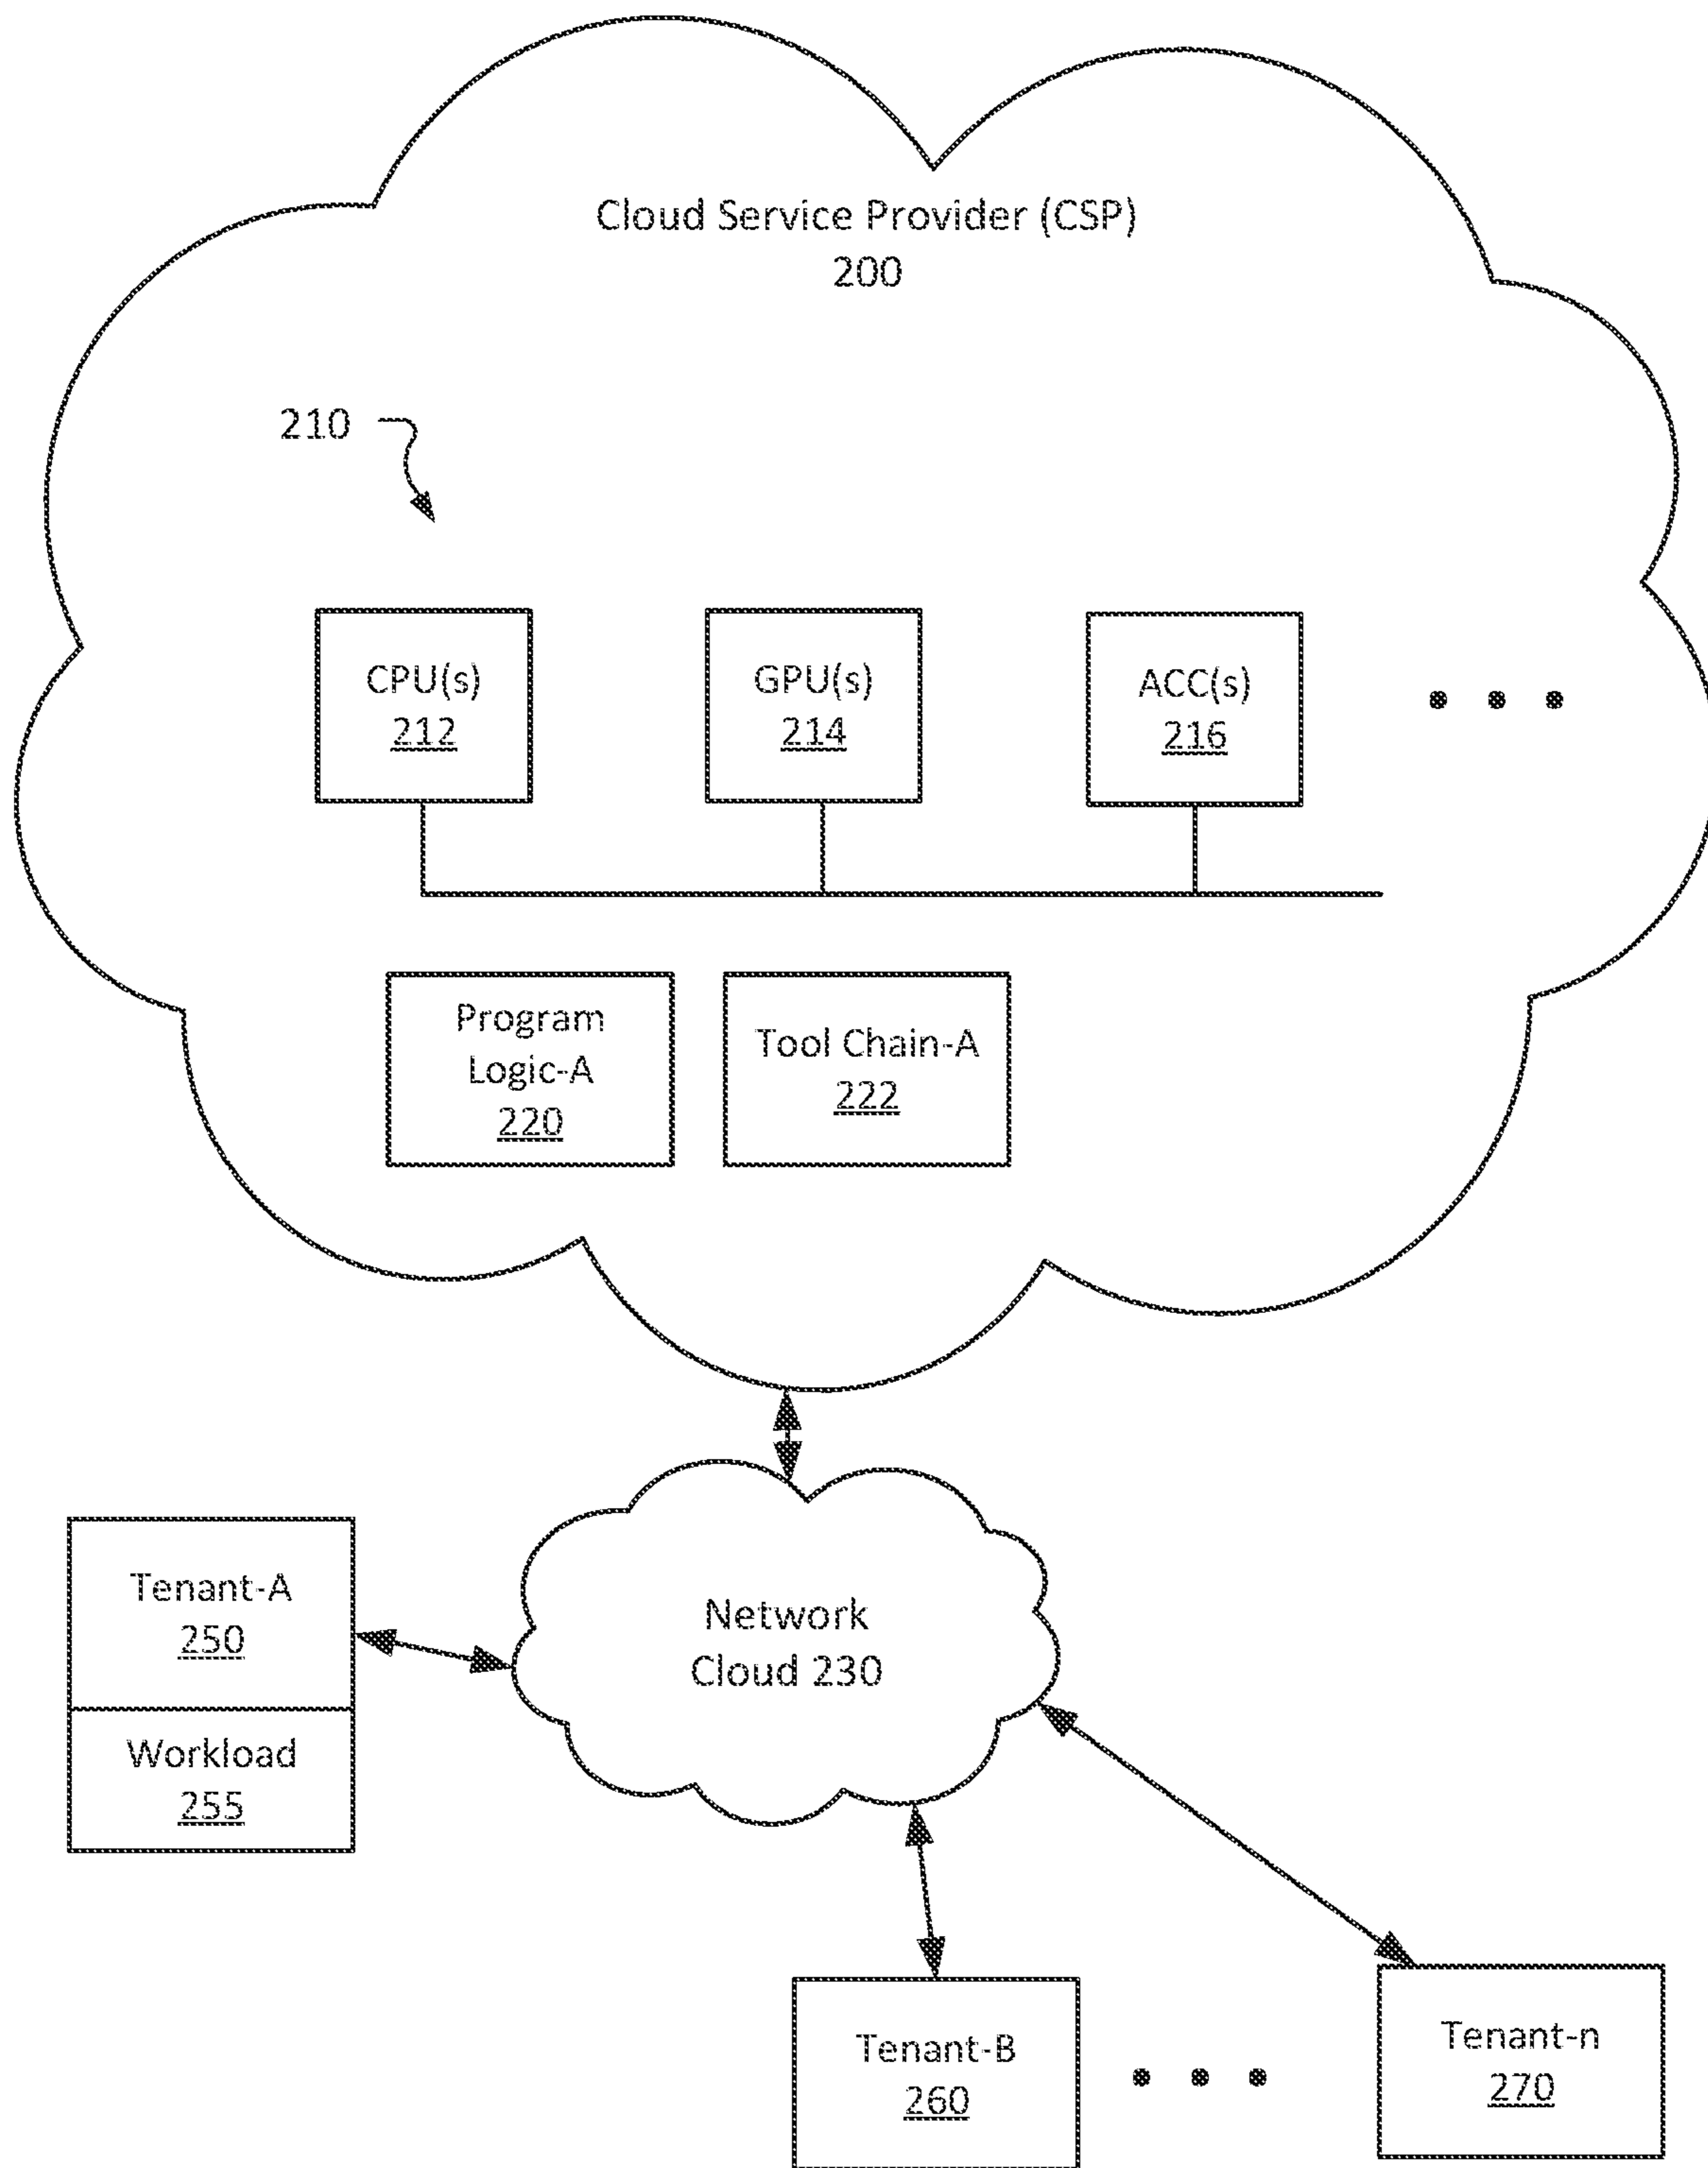 Cloud Service Provider (CSP)
200
210
CPU(s)
212
GPU(s)
214
ACC(s)
216
Program
Logic-A
220
Tool Chain-A
222
Network
Cloud 230
Tenant-A
250
Workload
255
Tenant-B
260
Tenant-n
270